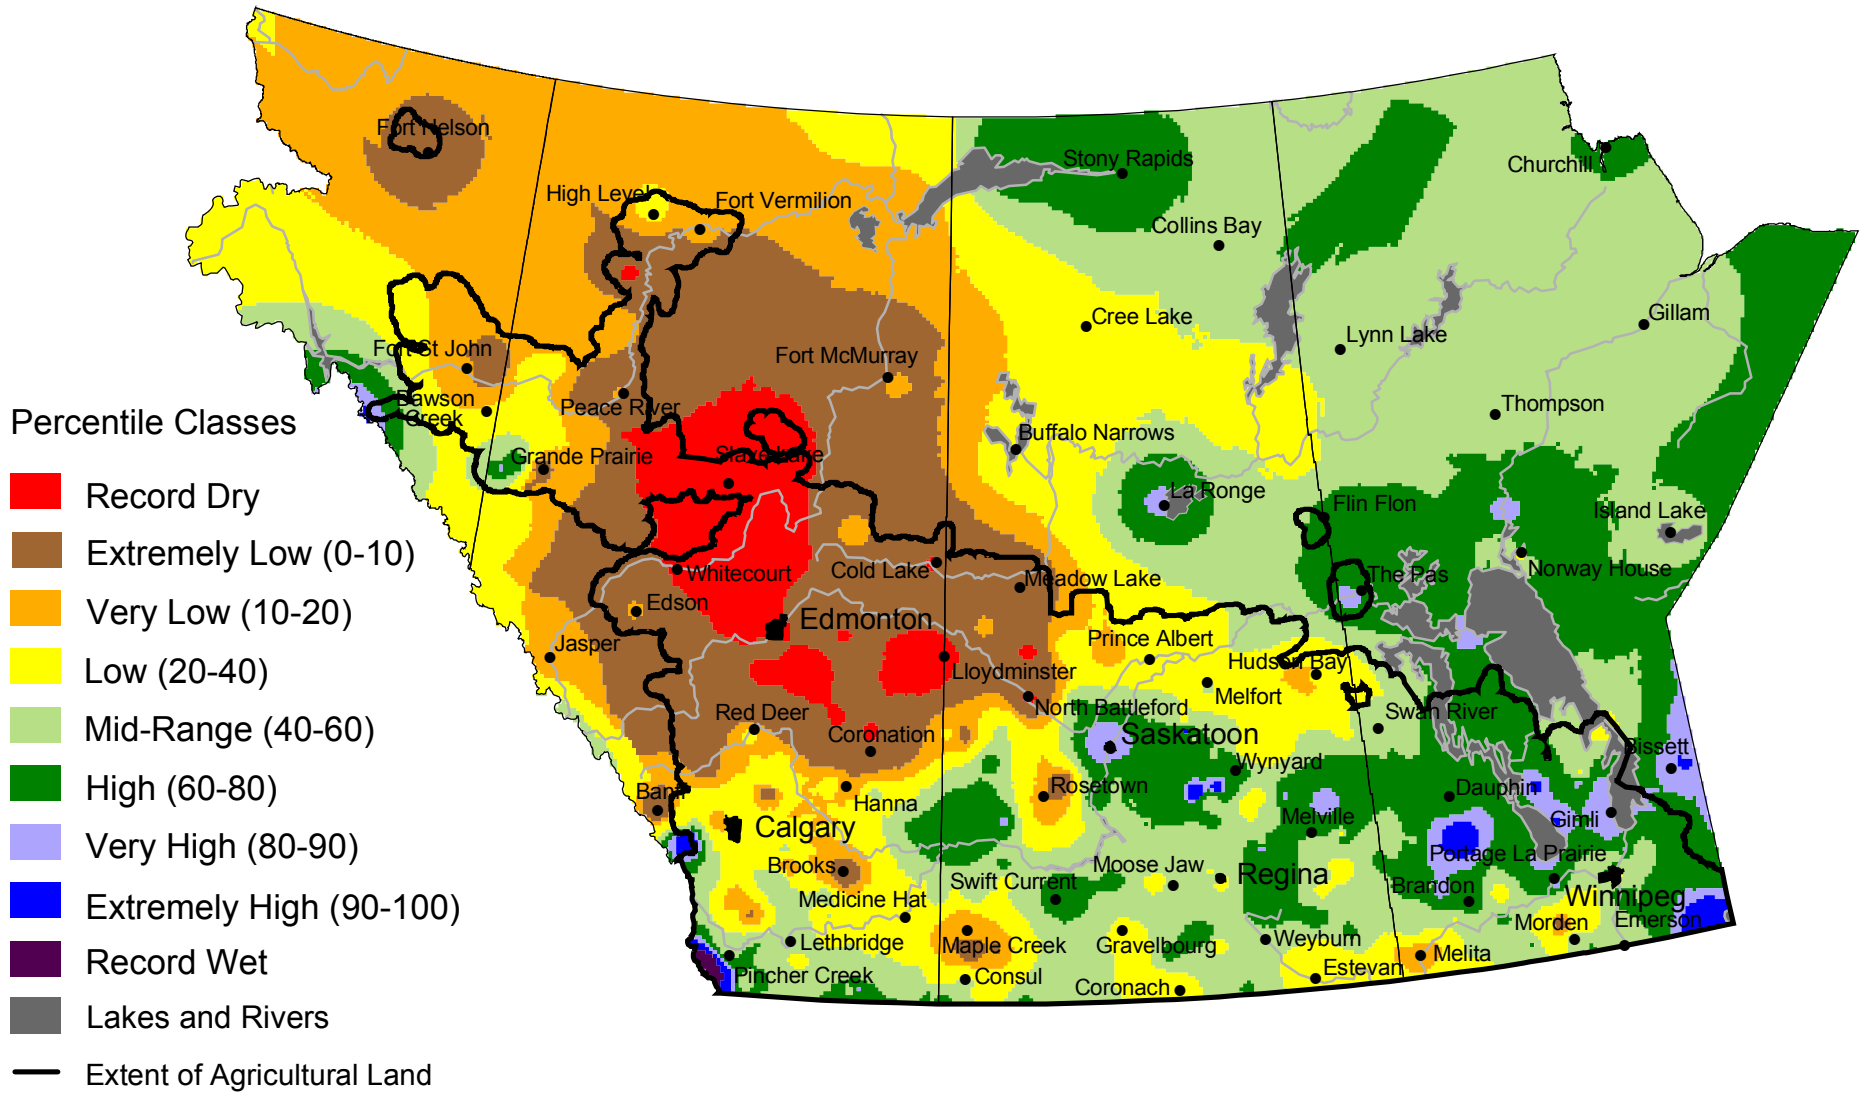 Fort Nelson
Stony Rapids
Churchill
High Level
Fort Vermilion
Collins Bay
Cree Lake
Gillam
Lynn Lake
Fort St John
Fort McMurray
Dawson
Creek
Peace River
Thompson
Percentile Classes
Buffalo Narrows
Grande Prairie
Slave Lake
La Ronge
Flin Flon
Island Lake
Record Dry
Extremely Low (0-10)
Whitecourt
Cold Lake
Meadow Lake
The Pas
Norway House
Very Low (10-20)
Edson
Edmonton
Jasper
Prince Albert
Low (20-40)
Lloydminster
Hudson Bay
Melfort
Red Deer
North Battleford
Swan River
Mid-Range (40-60)
Coronation
Saskatoon
Bissett
Wynyard
High (60-80)
Banff
Hanna
Rosetown
Dauphin
Calgary
Melville
Gimli
Very High (80-90)
Brooks
Moose Jaw
Regina
Portage La Prairie
Swift Current
Brandon
Medicine Hat
Winnipeg
Extremely High (90-100)
Morden
Emerson
Lethbridge
Maple Creek
Gravelbourg
Weyburn
Melita
Record Wet
Pincher Creek
Consul
Coronach
Estevan
Lakes and Rivers
Extent of Agricultural Land